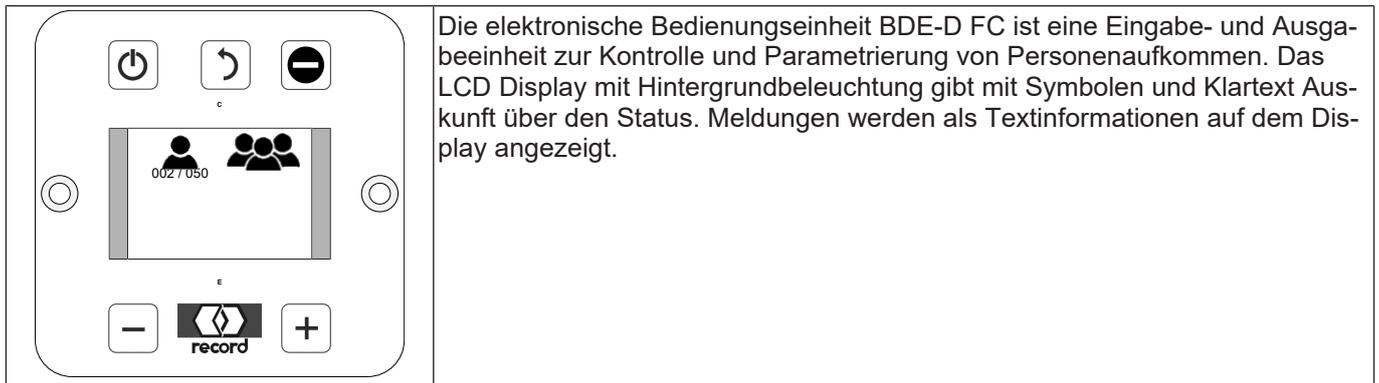 C
002 / 050
E
record
Die elektronische Bedienungseinheit BDE-D FC ist eine Eingabe- und Ausga-
beeinheit zur Kontrolle und Parametrierung von Personenaufkommen. Das
LCD Display mit Hintergrundbeleuchtung gibt mit Symbolen und Klartext Aus-
kunft über den Status. Meldungen werden als Textinformationen auf dem Dis-
play angezeigt.